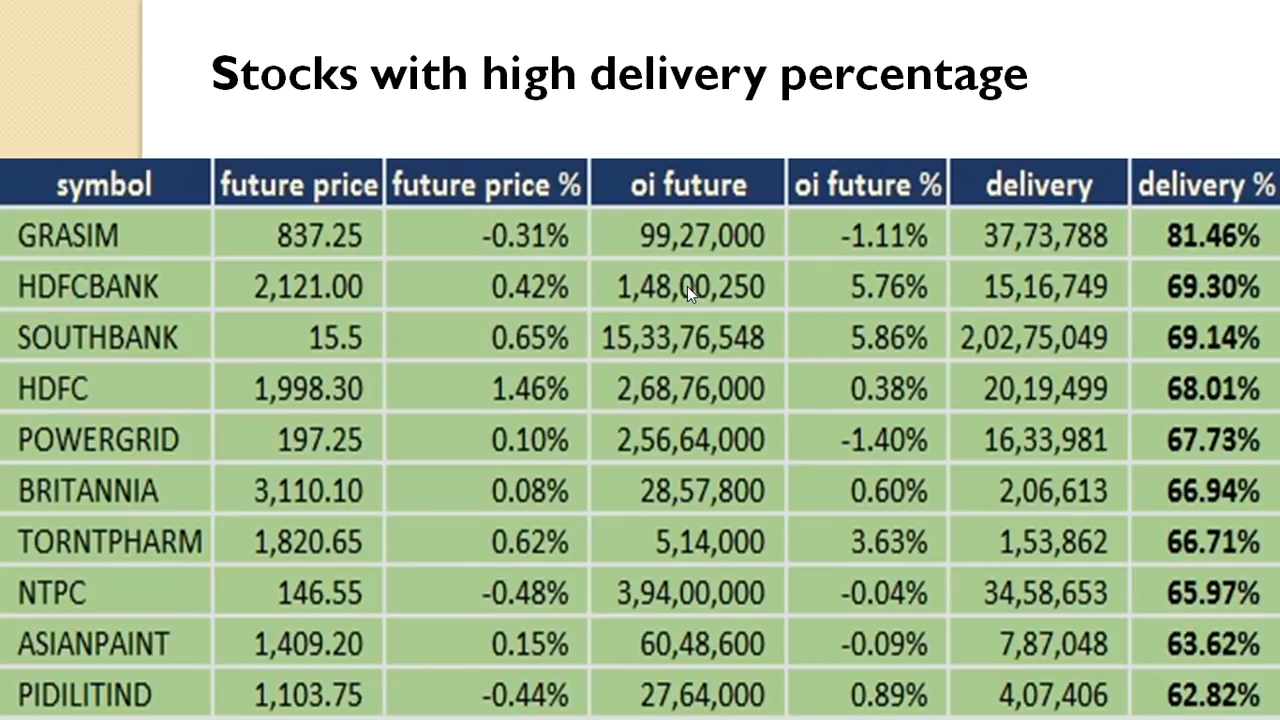 Stocks with high delivery percentage
symbol future price future price % oi future oi future % delivery delivery %
GRASIM 837.25 -0.31% 99,27,000 -1.11% 37,73,788 81.46%
HDFCBANK 2,121.00 0.42% 1,48,00,250 5.76% 15,16,749 69.30%
SOUTHBANK 15.5 0.65% 15,33,76,548 5.86% 2,02,75,049 69.14%
HDFC 1,998.30 1.46% 2,68,76,000 0.38% 20,19,499 68.01%
POWERGRID 197.25 0.10% 2,56,64,000 -1.40% 16,33,981 67.73%
BRITANNIA 3,110.10 0.08% 28,57,800 0.60% 2,06,613 66.94%
TORNTPHARM 1,820.65 0.62% 5,14,000 3.63% 1,53,862 66.71%
NTPC 146.55 -0.48% 3,94,00,000 -0.04% 34,58,653 65.97%
ASIANPAINT 1,409.20 0.15% 60,48,600 -0.09% 7,87,048 63.62%
PIDILITIND 1,103.75 -0.44% 27,64,000 0.89% 4,07,406 62.82%